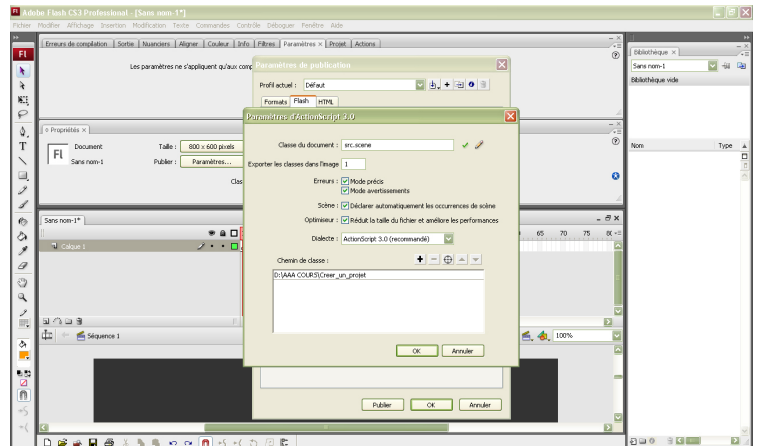 Adobe Flash CS3 Professional - [Sans nom-1*]
Fichier Modifier Affichage Insertion Modification Texte Commandes Contrôle Déboguer Fenêtre Aide
Erreurs de compilation Sortie Nuanciers Aligner Couleur Info Filtres Paramètres × Projet Actions
Les paramètres ne s'appliquent qu'aux comp
Bibliothèque ×
Sans nom-1
Bibliothèque vide
Nom Type
Paramètres de publication
Profil actuel : Défaut
Formats Flash HTML
Propriétés ×
Document
Sans nom-1
Taille : 800 x 600 pixels
Publier : Paramètres...
Clas
Paramètres d'ActionScript 3.0
Classe du document : src.scene
Exporter les classes dans l'image 1
Erreurs : Mode précis
Mode avertissements
Scène : Déclarer automatiquement les occurrences de scène
Optimiseur : Réduit la taille du fichier et améliore les performances
Dialecte : ActionScript 3.0 (recommandé)
Chemin de classe :
D:\AAA COURS\Creer_un_projet
OK Annuler
Sans nom-1*
65 70 75
Calque 1
Séquence 1
100%
Publier OK Annuler